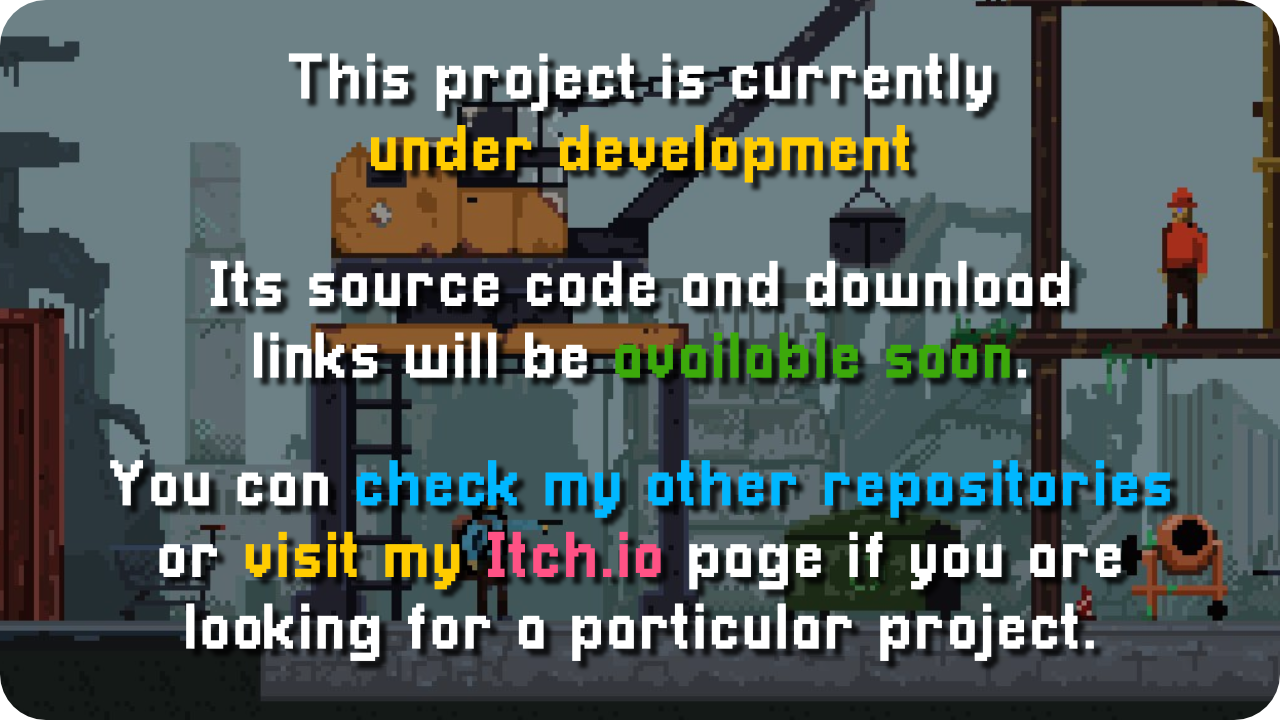 This project is currently
under development
Its source code and download
links will be available soon.
You can check my other repositories
or visit my Itch.io page if you are
looking for a particular project.